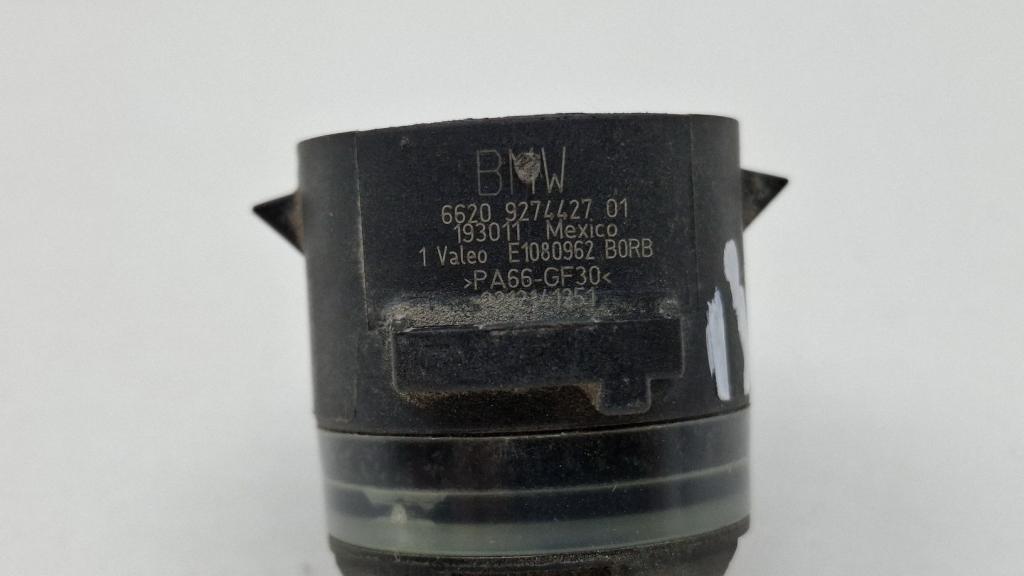 BMW
6620 9274427 01
193011 Mexico
1 Valeo E1080962 B0RB
>PA66-GF30<